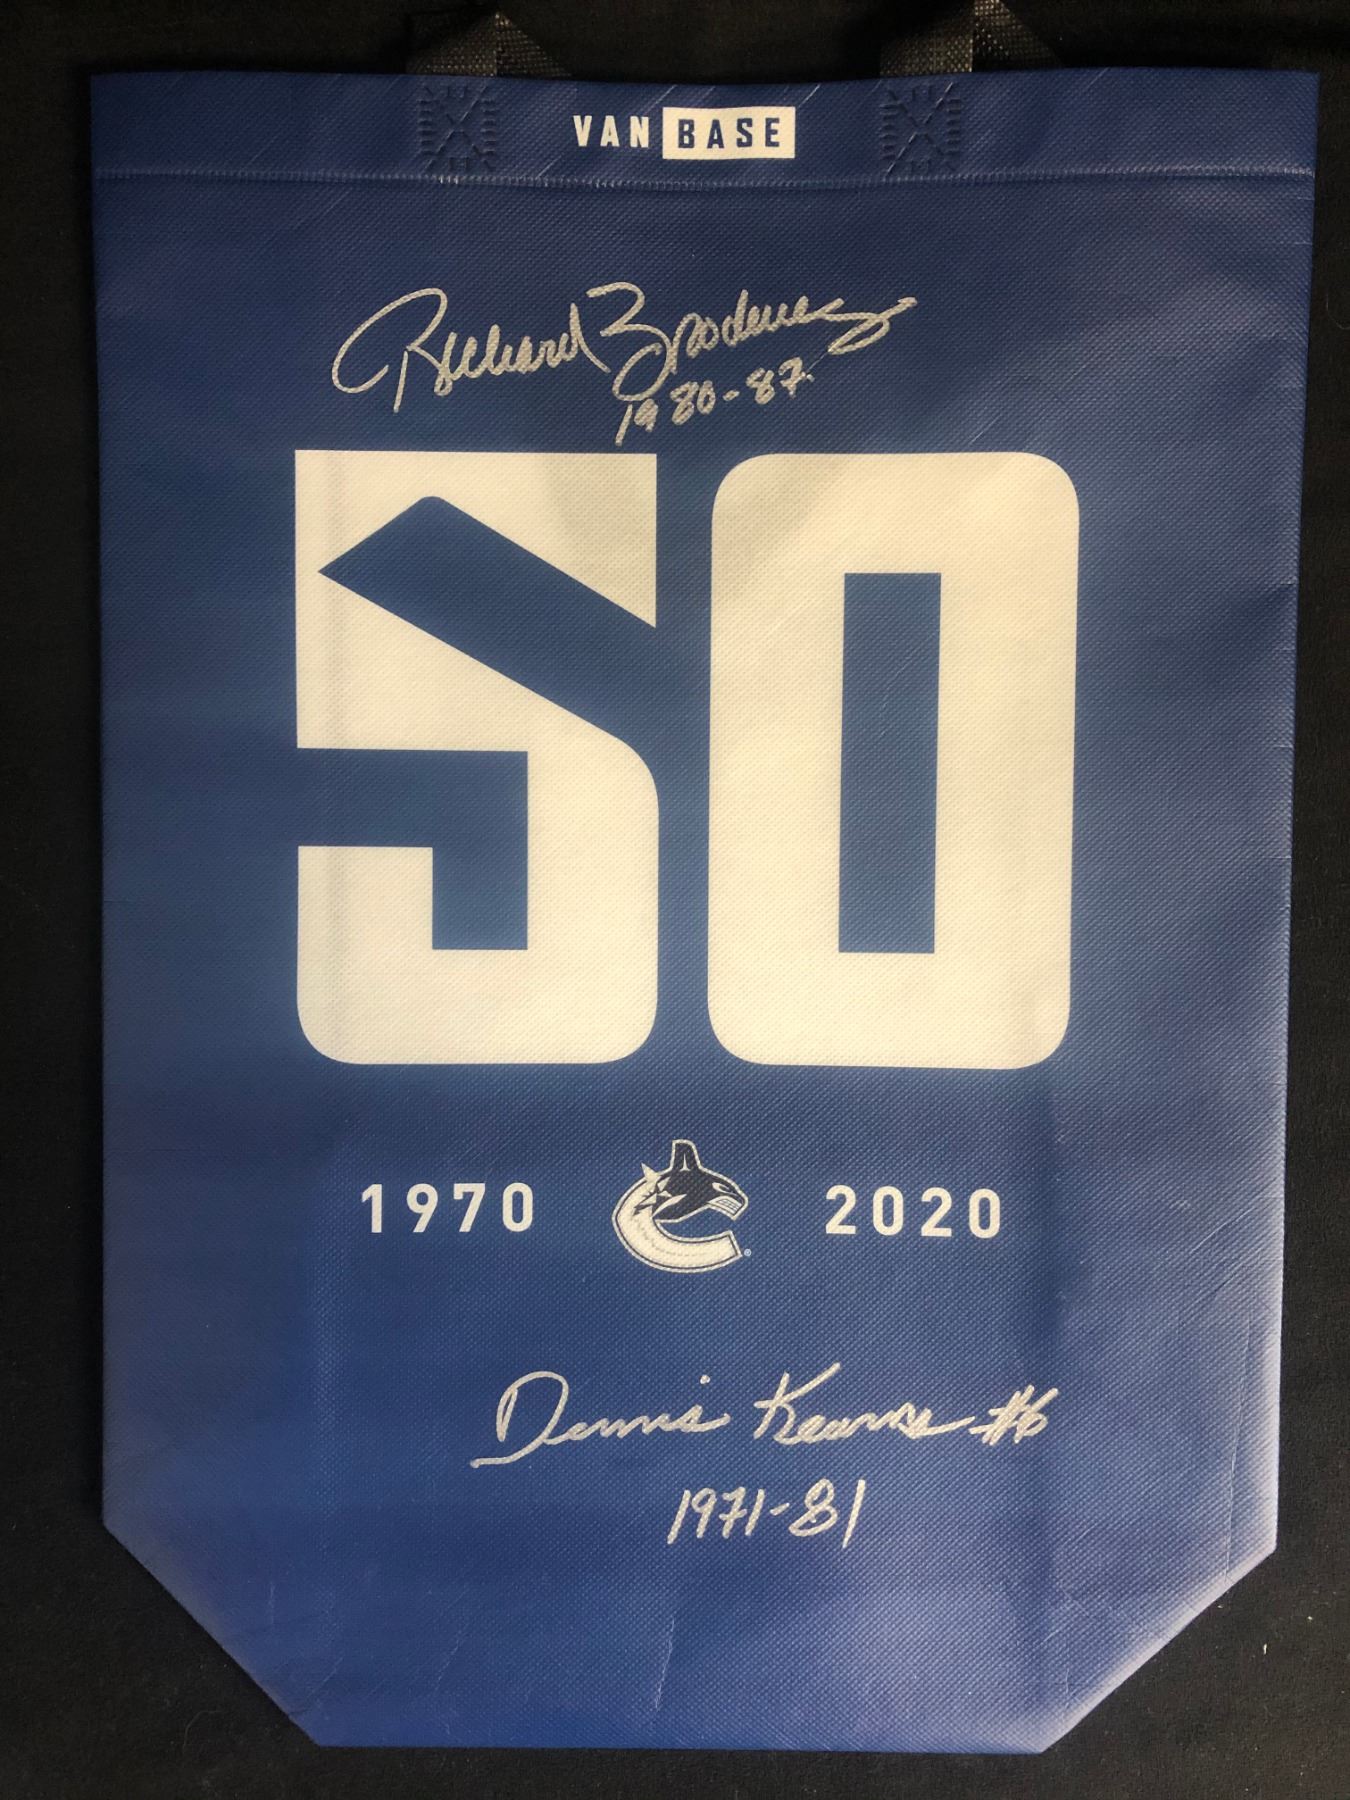 VAN BASE
Richard Brodeur
1980-87.
50
1970 2020
Dennis Kearns #6
1971-81